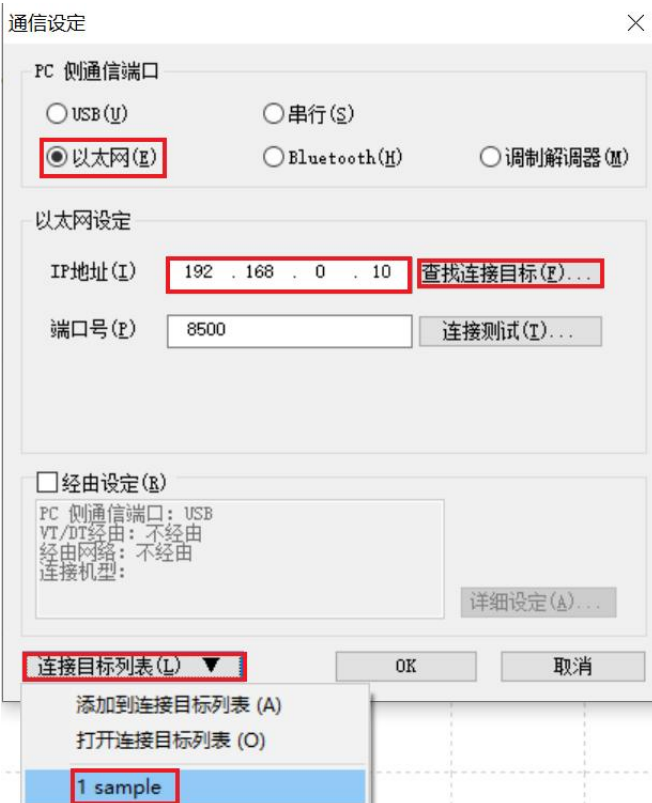 通信设定
PC 侧通信端口
USB(U) 串行(S)
以太网(E) Bluetooth(H) 调制解调器(M)
以太网设定
IP地址(I) 192 . 168 . 0 . 10 查找连接目标(F)...
端口号(P) 8500 连接测试(T)...
经由设定(R)
PC 侧通信端口: USB
VT/DT经由: 不经由
经由网络: 不经由
连接机型:
详细设定(A)...
连接目标列表(L) ▼ OK 取消
添加到连接目标列表 (A)
打开连接目标列表 (O)
1 sample